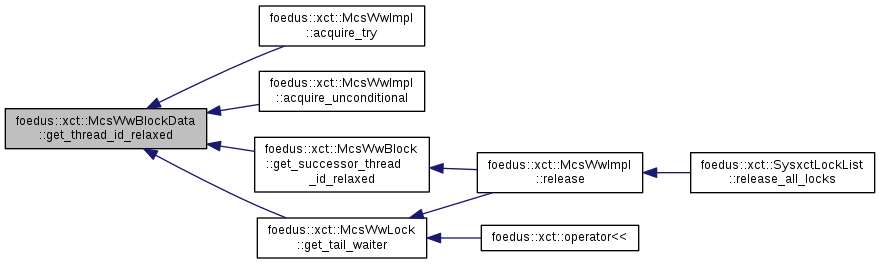 foedus::xct::McsWwImpl
::acquire_try
foedus::xct::McsWwImpl
::acquire_unconditional
foedus::xct::McsWwBlockData
::get_thread_id_relaxed
foedus::xct::McsWwBlock
::get_successor_thread
_id_relaxed
foedus::xct::McsWwImpl
::release
foedus::xct::SysxctLockList
::release_all_locks
foedus::xct::McsWwLock
::get_tail_waiter
foedus::xct::operator<<